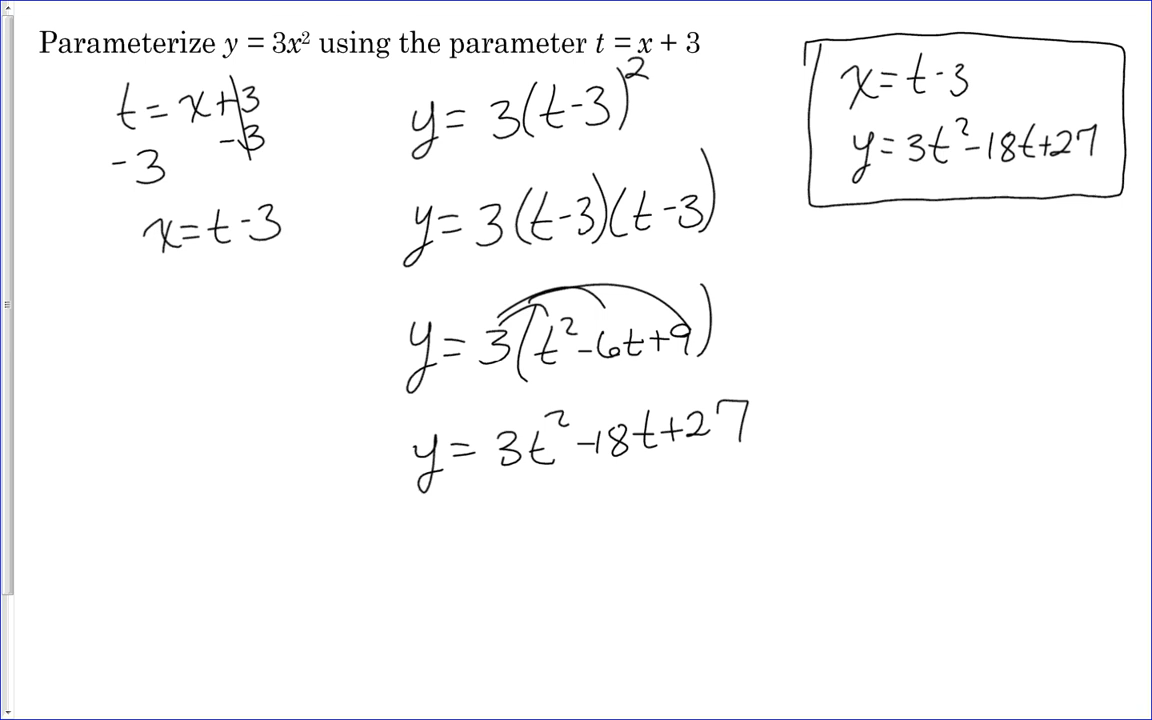 Parameterize y = 3x² using the parameter t = x + 3
t = x + 3
-3 -3
x = t - 3
y = 3(t-3)²
y = 3(t-3)(t-3)
y = 3(t² - 6t + 9)
y = 3t² - 18t + 27
x = t - 3
y = 3t² - 18t + 27